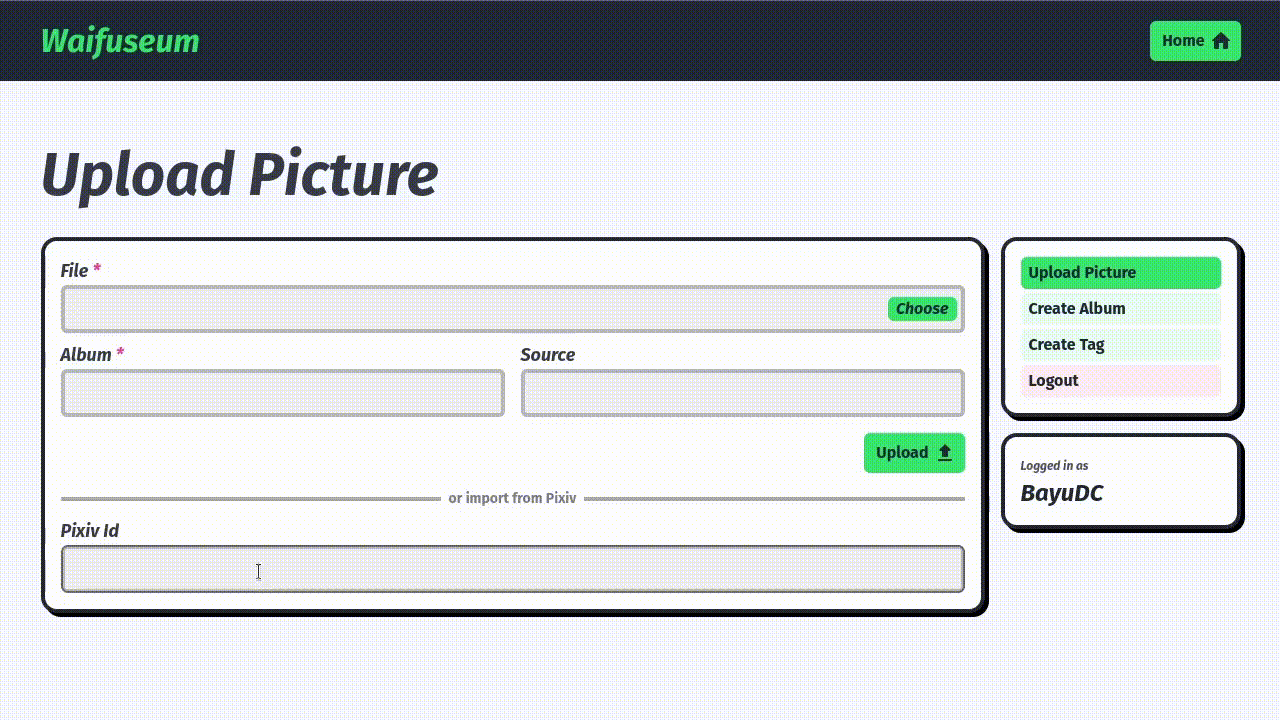 Waifuseum
Home
Upload Picture
File *
Choose
Album *
Source
Upload
or import from Pixiv
Pixiv Id
Upload Picture
Create Album
Create Tag
Logout
Logged in as
BayuDC